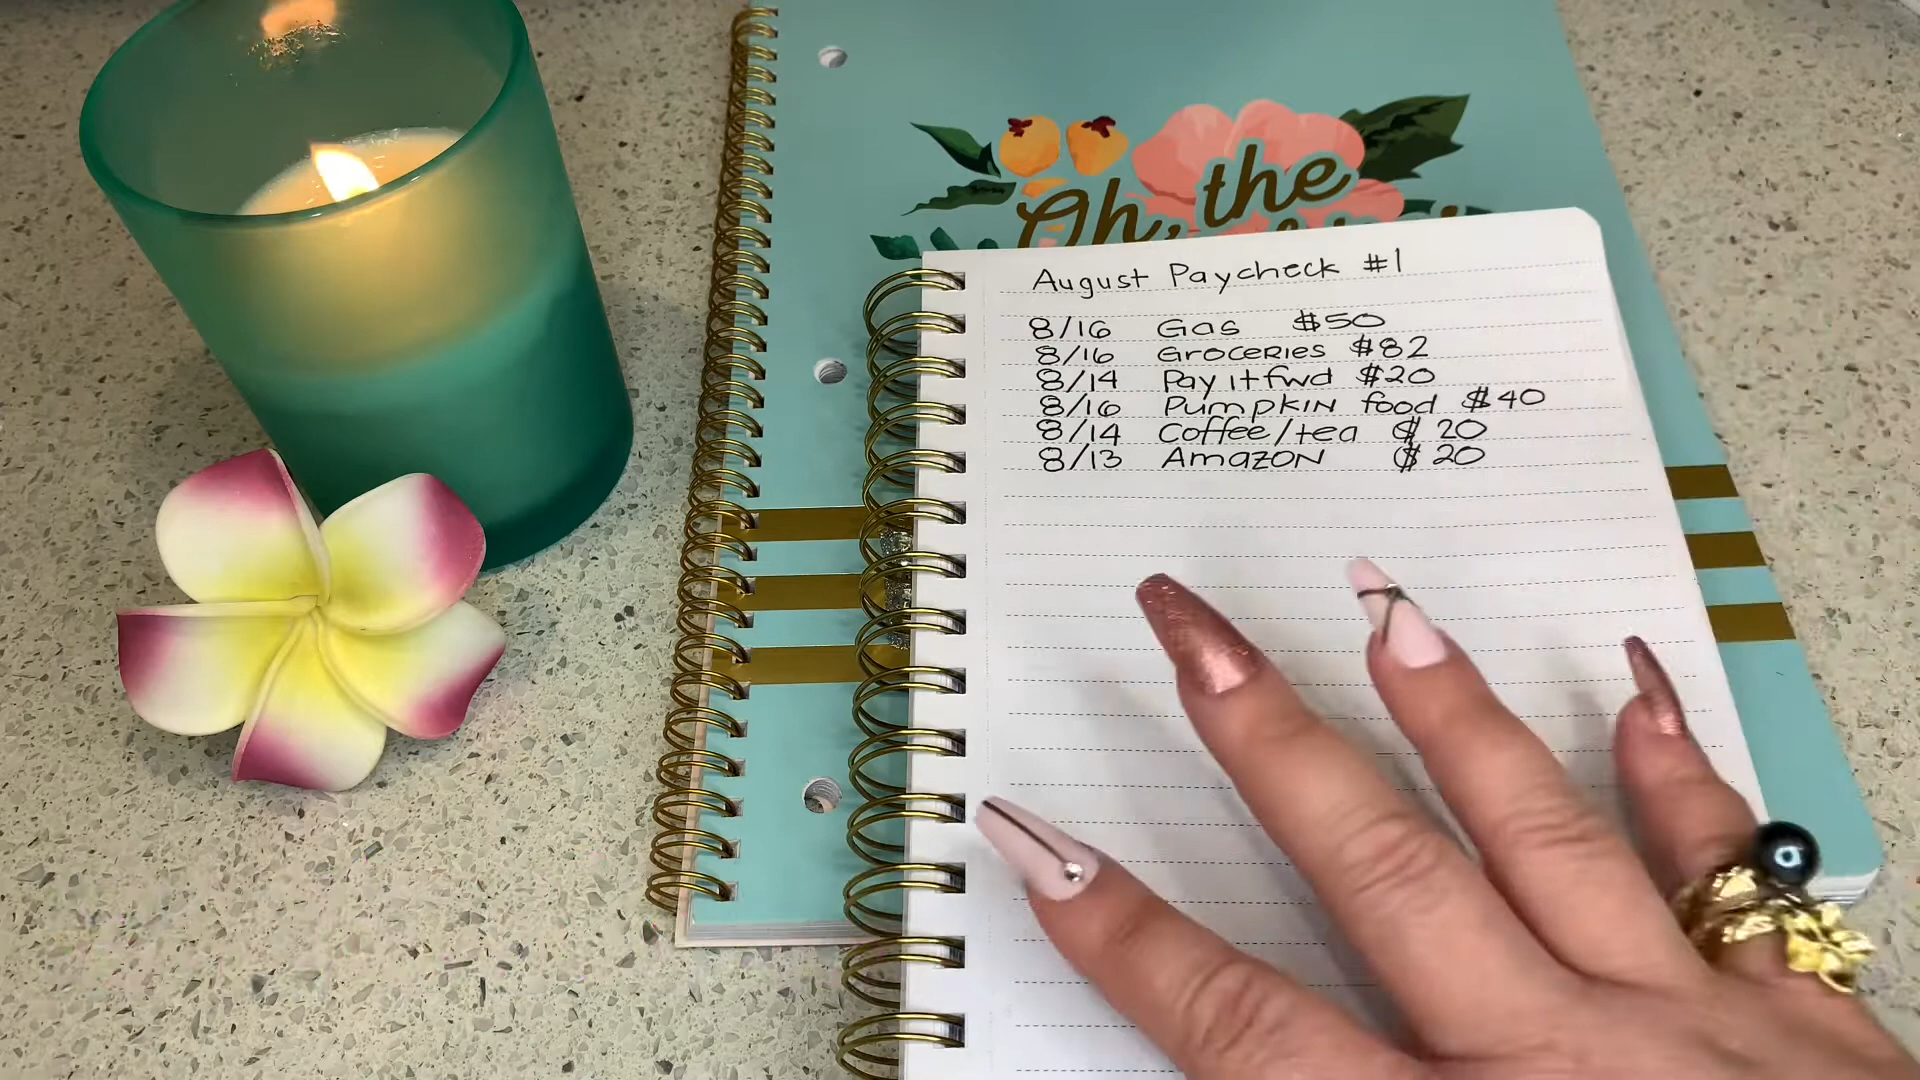 Oh, the
August Paycheck #1
8/16 Gas $50
8/16 Groceries $82
8/14 Pay it fwd $20
8/16 Pumpkin food $40
8/14 Coffee/tea $20
8/13 Amazon $20